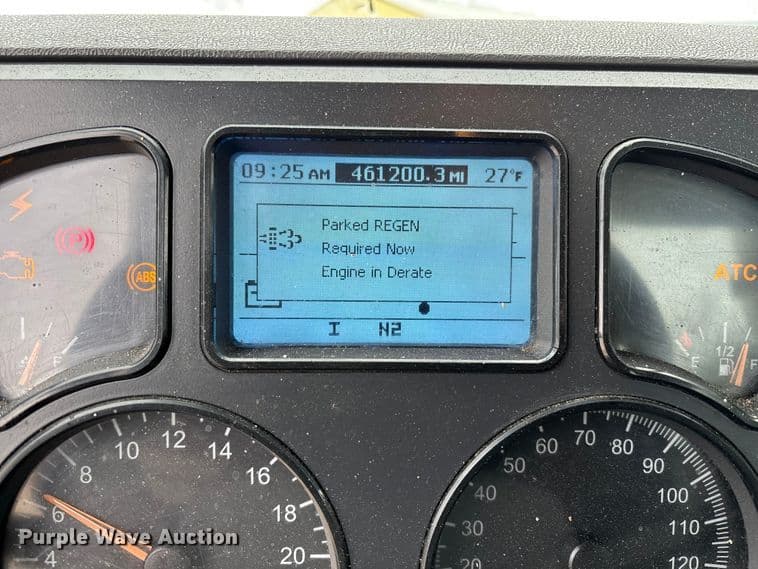 09:25 AM 461200.3 MI 27°F
Parked REGEN
Required Now
Engine in Derate
I N2
(P)
ABS
ATC
F
E 1/2 F
4 6 8 10 12 14 16 18 20
20 30 40 50 60 70 80 90 100 110 120
Purple Wave Auction